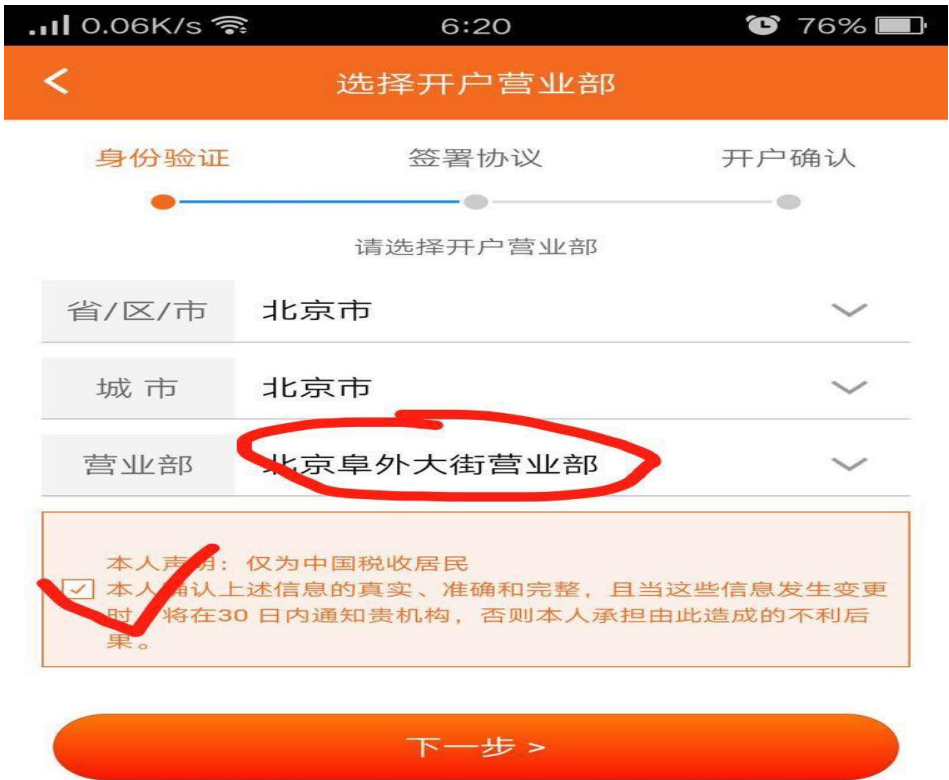 0.06K/s 6:20 76%
选择开户营业部
身份验证 签署协议 开户确认
请选择开户营业部
省/区/市 北京市
城 市 北京市
营业部 北京阜外大街营业部
本人声明：仅为中国税收居民
本人确认上述信息的真实、准确和完整，且当这些信息发生变更
时，将在30 日内通知贵机构，否则本人承担由此造成的不利后
果。
下一步 >